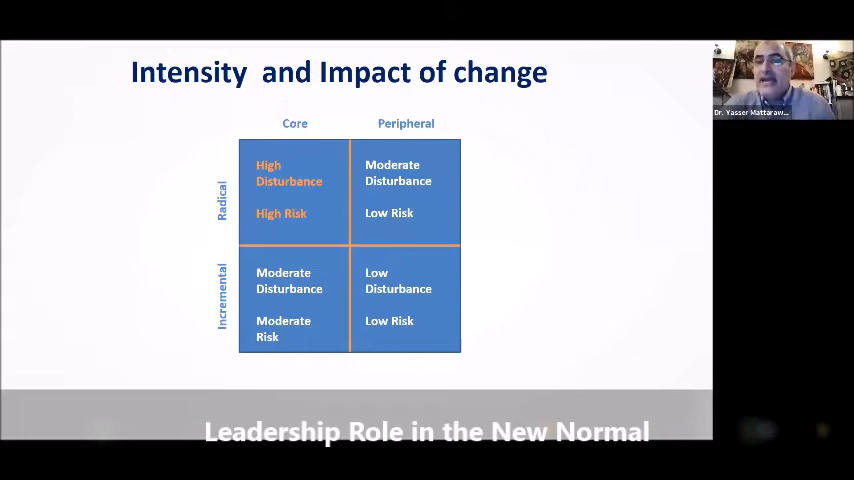 Intensity and Impact of change
Dr. Yasser Mattaraw...
Core
Peripheral
Radical
High
Disturbance
High Risk
Moderate
Disturbance
Low Risk
Incremental
Moderate
Disturbance
Moderate
Risk
Low
Disturbance
Low Risk
Leadership Role in the New Normal